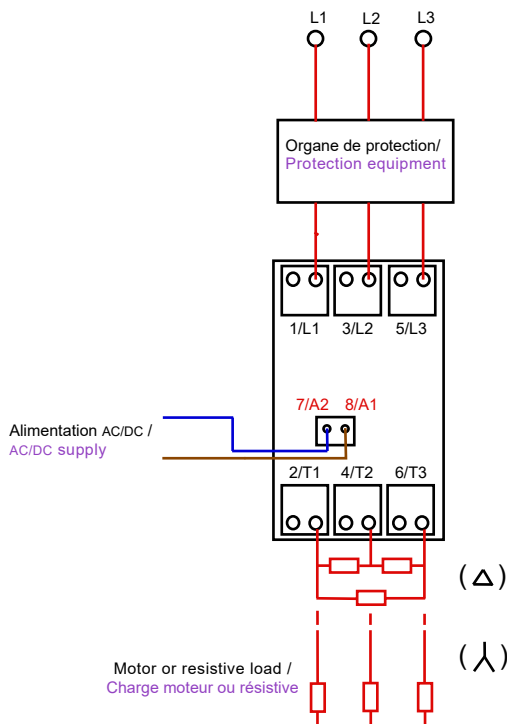 L1 L2 L3
Organe de protection/
Protection equipment
1/L1 3/L2 5/L3
7/A2 8/A1
Alimentation AC/DC /
AC/DC supply
2/T1 4/T2 6/T3
Motor or resistive load /
Charge moteur ou résistive